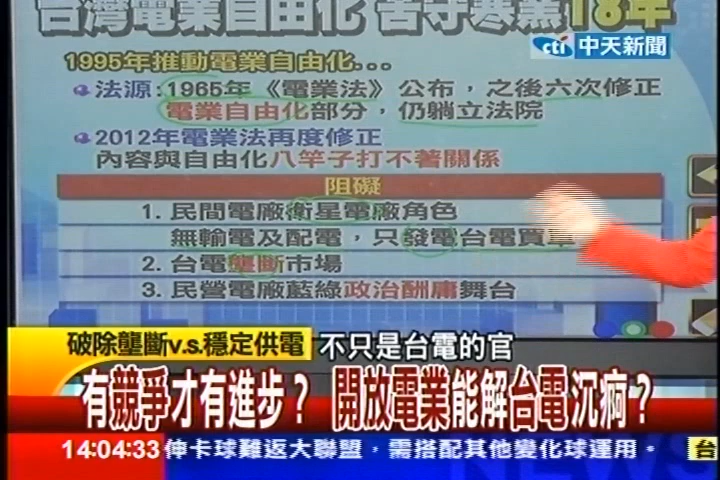 台灣電業自由化 苦守寒窯18年
cti 中天新聞
1995年推動電業自由化...
法源:1965年《電業法》公布，之後六次修正
電業自由化部分，仍躺立法院
2012年電業法再度修正
內容與自由化八竿子打不著關係
阻礙
1. 民間電廠衛星電廠角色
無輸電及配電，只發電台電買單
2. 台電壟斷市場
3. 民營電廠藍綠政治酬庸舞台
破除壟斷v.s.穩定供電 不只是台電的官
有競爭才有進步？ 開放電業能解台電沉痾？
14:04:33 伸卡球難返大聯盟，需搭配其他變化球運用。 台
NEWS